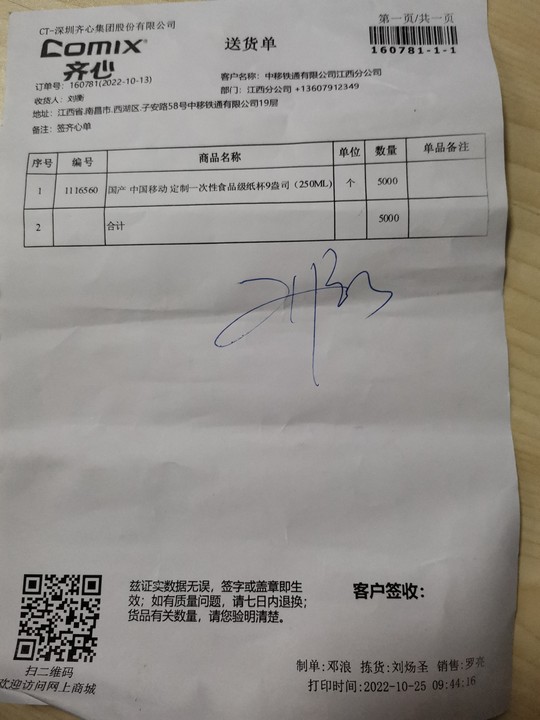 CT-深圳齐心集团股份有限公司
第一页/共一页
COMIX
齐心
送货单
160781-1-1
订单号：160781(2022-10-13)
客户名称：中移铁通有限公司江西分公司
收货人：刘衡
部门：江西分公司 +13607912349
地址：江西省.南昌市.西湖区.子安路58号中移铁通有限公司19层
备注：签齐心单
序号 编号 商品名称 单位 数量 单品备注
1 1116560 国产 中国移动 定制一次性食品级纸杯9盎司（250ML) 个 5000
2 合计 5000
兹证实数据无误，签字或盖章即生
效；如有质量问题，请七日内退换；
货品有关数量，请您验明清楚。
客户签收：
扫二维码
欢迎访问网上商城
制单：邓浪 拣货：刘炀圣 销售：罗亮
打印时间：2022-10-25 09:44:16